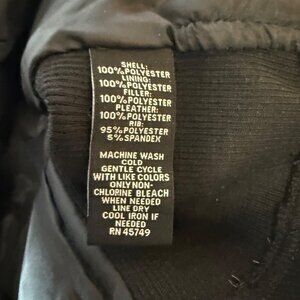 SHELL:
100%POLYESTER
LINING:
100%POLYESTER
FILLER:
100%POLYESTER
PLEATHER:
100%POLYESTER
RIB:
95%POLYESTER
5%SPANDEX
MACHINE WASH
COLD
GENTLE CYCLE
WITH LIKE COLORS
ONLY NON-
CHLORINE BLEACH
WHEN NEEDED
LINE DRY
COOL IRON IF
NEEDED
RN 45749